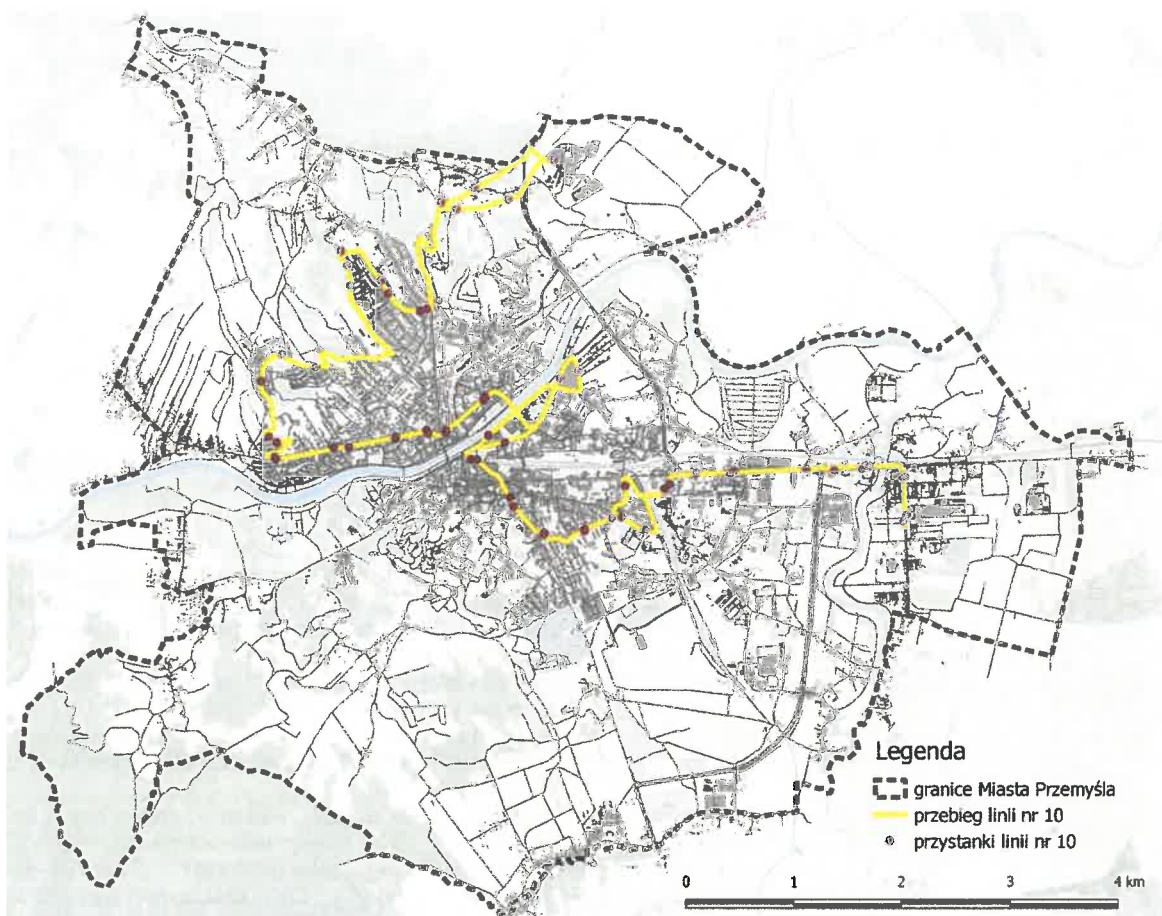 Legenda
granice Miasta Przemyśla
przebieg linii nr 10
przystanki linii nr 10
0 1 2 3 4 km